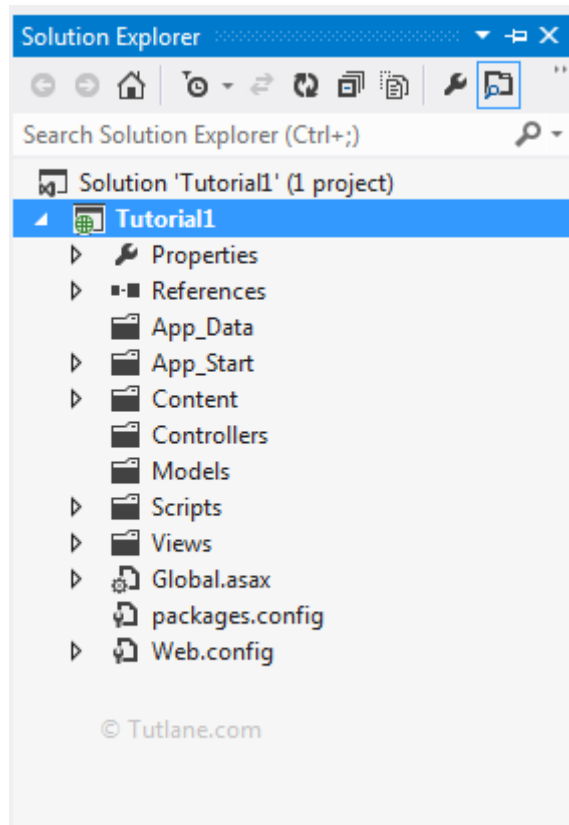 Solution Explorer
Search Solution Explorer (Ctrl+;)
Solution 'Tutorial1' (1 project)
Tutorial1
Properties
References
App_Data
App_Start
Content
Controllers
Models
Scripts
Views
Global.asax
packages.config
Web.config
© Tutlane.com